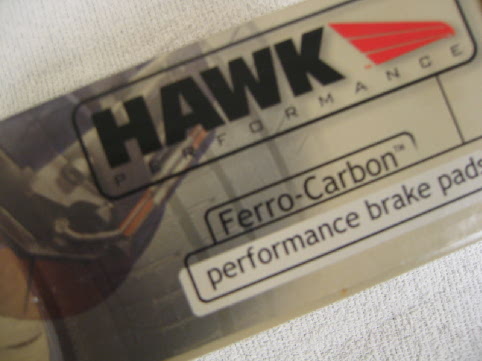 HAWK
PERFORMANCE
Ferro-Carbon™
performance brake pads